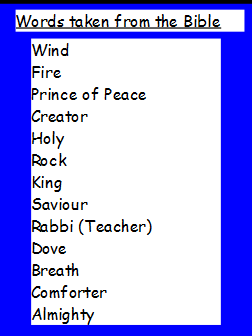 Words taken from the Bible
Wind
Fire
Prince of Peace
Creator
Holy
Rock
King
Saviour
Rabbi (Teacher)
Dove
Breath
Comforter
Almighty